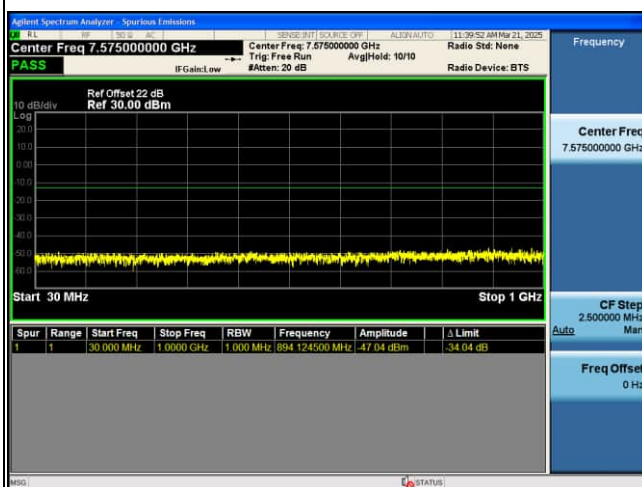 Agilent Spectrum Analyzer - Spurious Emissions
RL RF 50 Ω AC SENSE:INT SOURCE OFF ALIGN AUTO 11:39:52 AM Mar 21, 2025
Center Freq 7.575000000 GHz
Center Freq: 7.575000000 GHz
Radio Std: None
PASS
IFGain:Low
Trig: Free Run
Avg|Hold: 10/10
#Atten: 20 dB
Radio Device: BTS
Ref Offset 22 dB
10 dB/div
Ref 30.00 dBm
Log
20.0
10.0
0.00
-10.0
-20.0
-30.0
-40.0
-50.0
-60.0
Start 30 MHz
Stop 1 GHz
Spur Range Start Freq Stop Freq RBW Frequency Amplitude Δ Limit
1 1 30.000 MHz 1.0000 GHz 1.000 MHz 894.124500 MHz -47.04 dBm -34.04 dB
MSG
STATUS
Frequency
Center Freq
7.575000000 GHz
CF Step
2.500000 MHz
Auto Man
Freq Offset
0 Hz